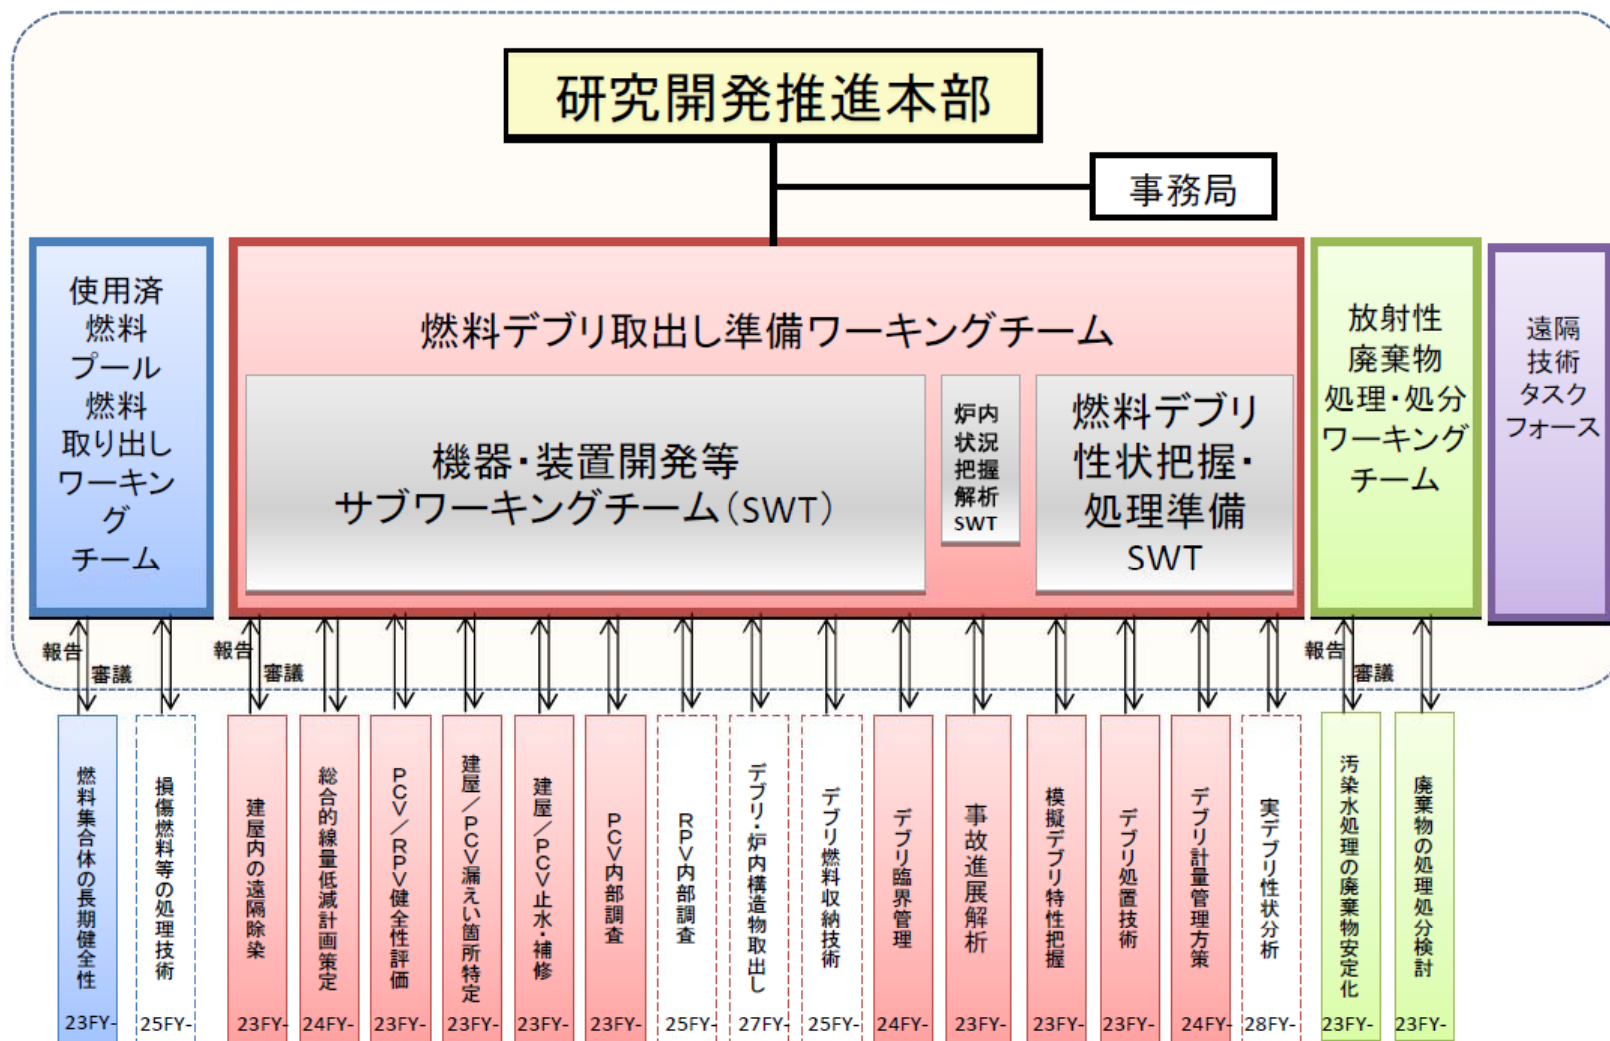 研究開発推進本部
事務局
使用済
燃料
プール
燃料
取り出し
ワーキン
グ
チーム
燃料デブリ取出し準備ワーキングチーム
機器・装置開発等
サブワーキングチーム（SWT）
炉内
状況
把握
解析
SWT
燃料デブリ
性状把握・
処理準備
SWT
放射性
廃棄物
処理・処分
ワーキング
チーム
遠隔
技術
タスク
フォース
報告
審議
報告
審議
報告
審議
燃料集合体の長期健全性
23FY-
損傷燃料等の処理技術
25FY-
建屋内の遠隔除染
23FY-
総合的線量低減計画策定
24FY-
PCV／RPV健全性評価
23FY-
建屋／PCV漏えい箇所特定
23FY-
建屋／PCV止水・補修
23FY-
PCV内部調査
23FY-
RPV内部調査
25FY-
デブリ・炉内構造物取出し
27FY-
デブリ燃料収納技術
25FY-
デブリ臨界管理
24FY-
事故進展解析
23FY-
模擬デブリ特性把握
23FY-
デブリ処置技術
23FY-
デブリ計量管理方策
24FY-
実デブリ性状分析
28FY-
汚染水処理の廃棄物安定化
23FY-
廃棄物の処理処分検討
23FY-